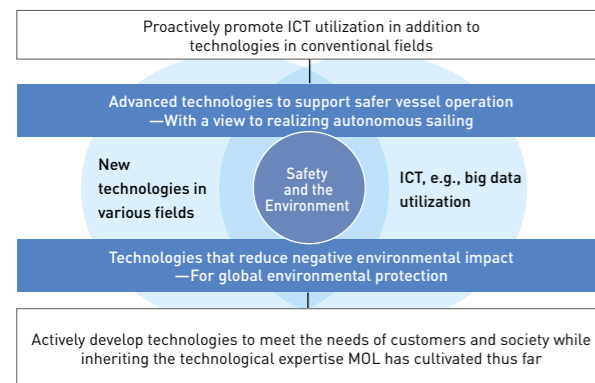 Proactively promote ICT utilization in addition to
technologies in conventional fields
Advanced technologies to support safer vessel operation
—With a view to realizing autonomous sailing
New
technologies in
various fields
Safety
and the
Environment
ICT, e.g., big data
utilization
Technologies that reduce negative environmental impact
—For global environmental protection
Actively develop technologies to meet the needs of customers and society while
inheriting the technological expertise MOL has cultivated thus far